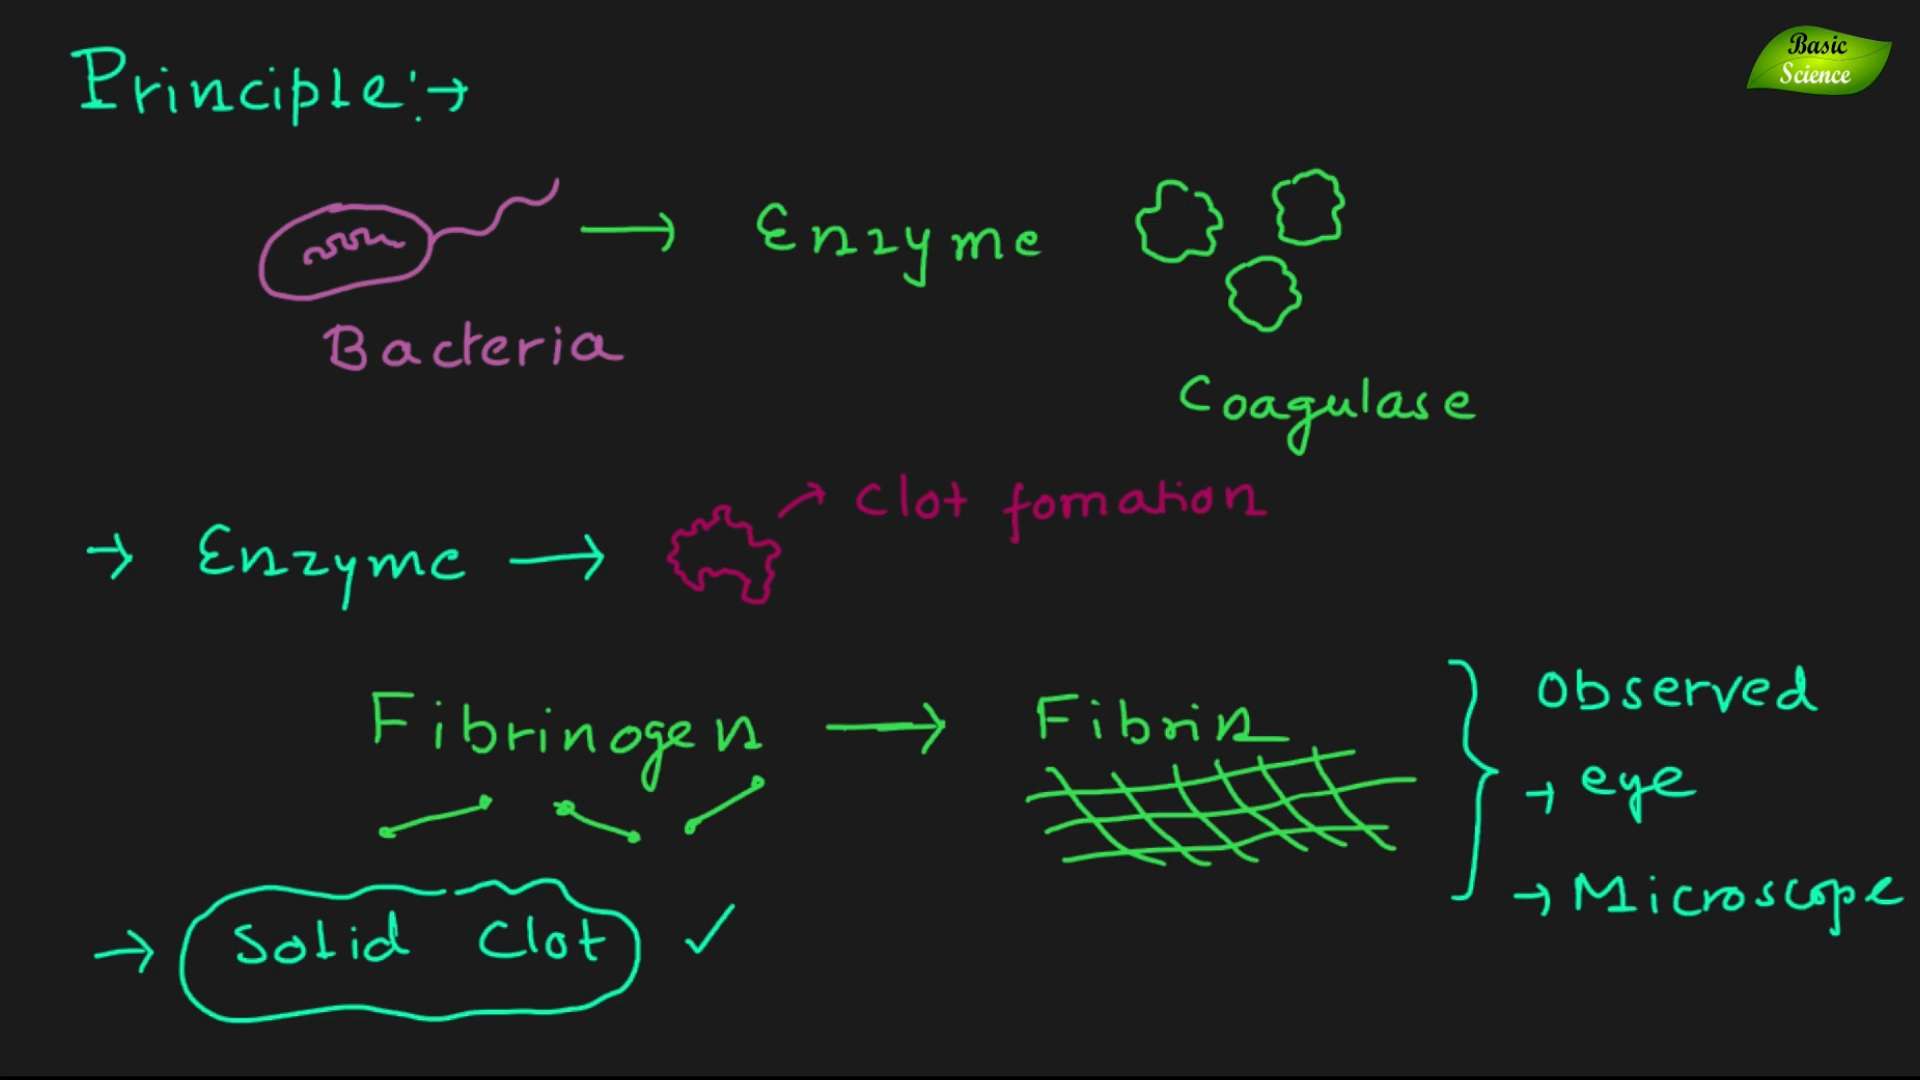 Basic
Science
Principle:→
→ Enzyme
Bacteria
Coagulase
→ Clot fomation
→ Enzyme →
Fibrinogen → Fibrin
Observed
→ eye
→ Microscope
→ Solid Clot ✓